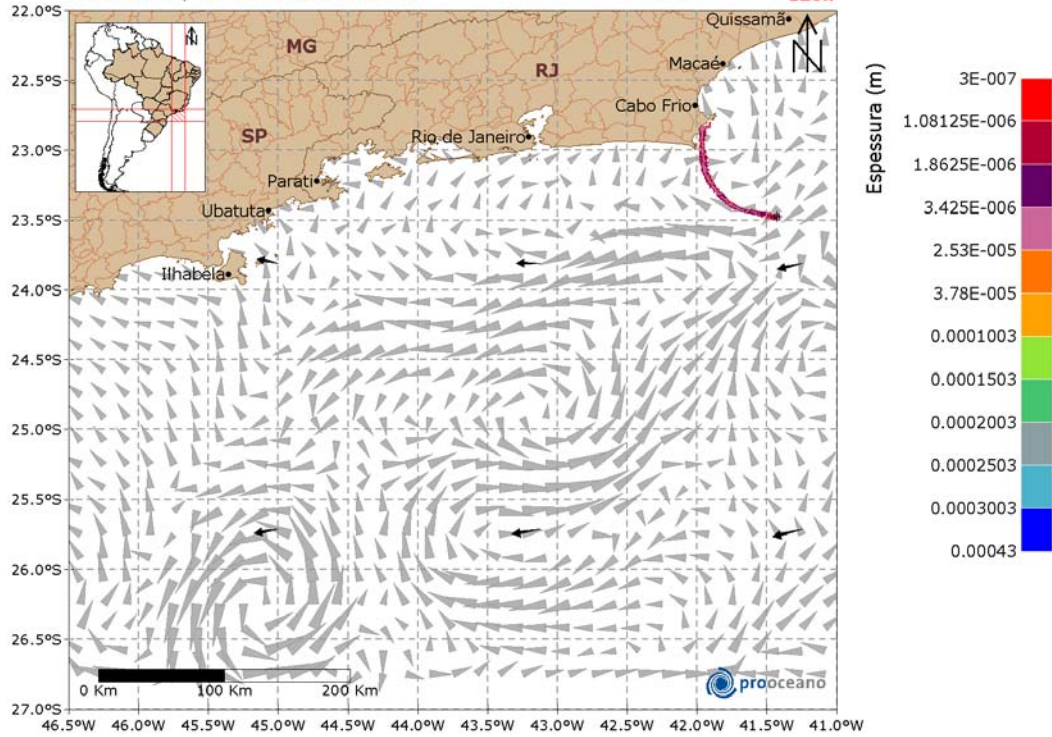 22.0°S
22.5°S
23.0°S
23.5°S
24.0°S
24.5°S
25.0°S
25.5°S
26.0°S
26.5°S
27.0°S
46.5°W
46.0°W
45.5°W
45.0°W
44.5°W
44.0°W
43.5°W
43.0°W
42.5°W
42.0°W
41.5°W
41.0°W
N
MG
RJ
SP
Quissamã
Macaé
Cabo Frio
Rio de Janeiro
Parati
Ubatuta
Ilhabela
N
0 Km
100 Km
200 Km
prooceano
Espessura (m)
3E-007
1.08125E-006
1.8625E-006
3.425E-006
2.53E-005
3.78E-005
0.0001003
0.0001503
0.0002003
0.0002503
0.0003003
0.00043